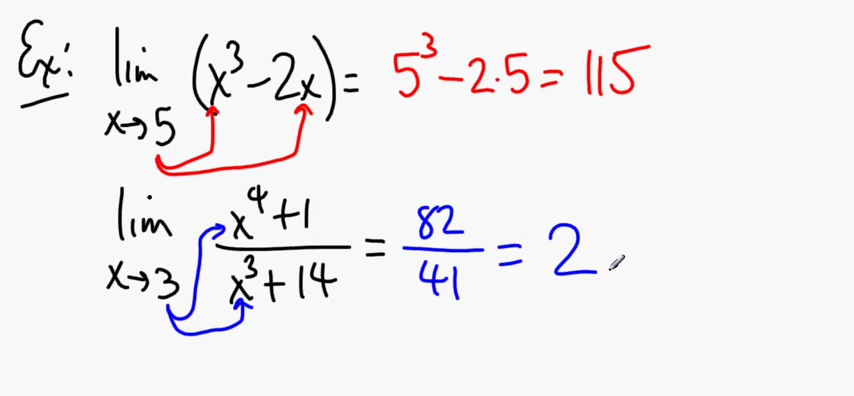 Ex: lim x→5 (x³ - 2x) = 5³ - 2·5 = 115
lim x→3 (x⁴ + 1)/(x³ + 14) = 82/41 = 2